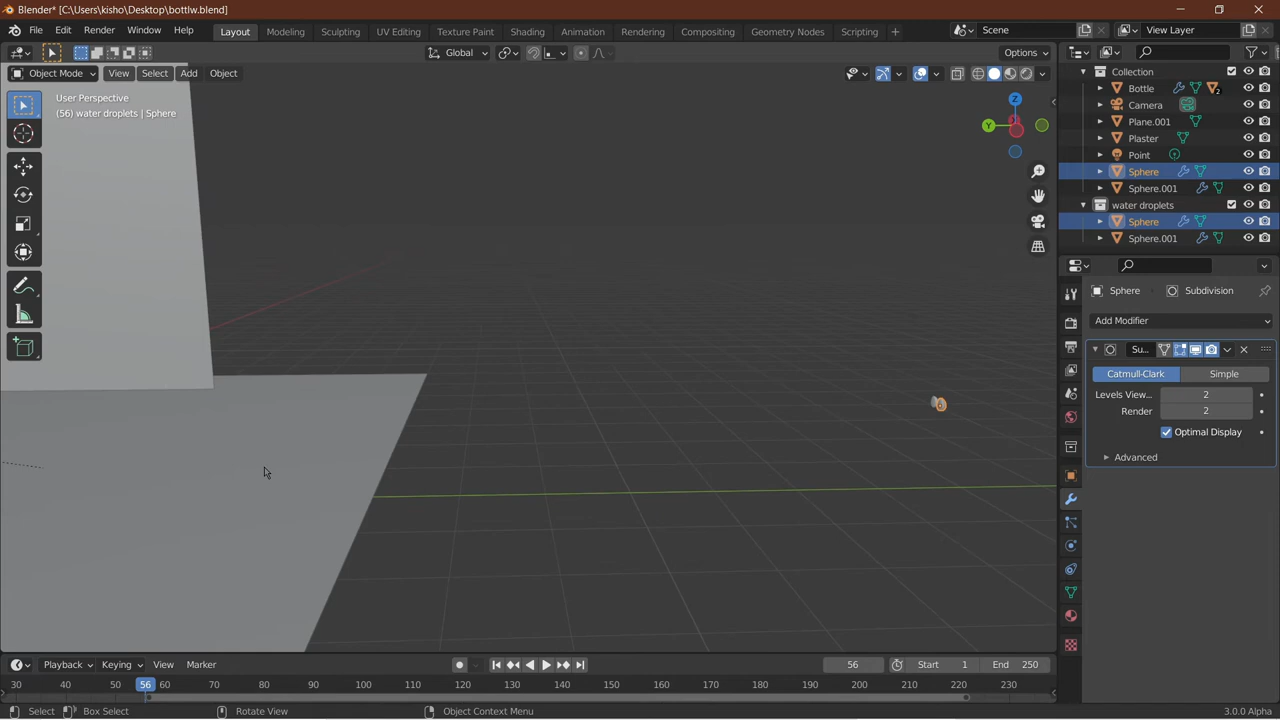 Blender* [C:\Users\kisho\Desktop\bottlw.blend]
File Edit Render Window Help Layout Modeling Sculpting UV Editing Texture Paint Shading Animation Rendering Compositing Geometry Nodes Scripting + Scene View Layer
Global Options
Object Mode View Select Add Object
User Perspective
(56) water droplets | Sphere
Z
Y
Collection
Bottle 2
Camera
Plane.001
Plaster
Point
Sphere
Sphere.001
water droplets
Sphere
Sphere.001
Sphere > Subdivision
Add Modifier
Su...
Catmull-Clark Simple
Levels View... 2
Render 2
Optimal Display
Advanced
Playback Keying View Marker 56 Start 1 End 250
30 40 50 56 60 70 80 90 100 110 120 130 140 150 160 170 180 190 200 210 220 230
Select Box Select Rotate View Object Context Menu 3.0.0 Alpha